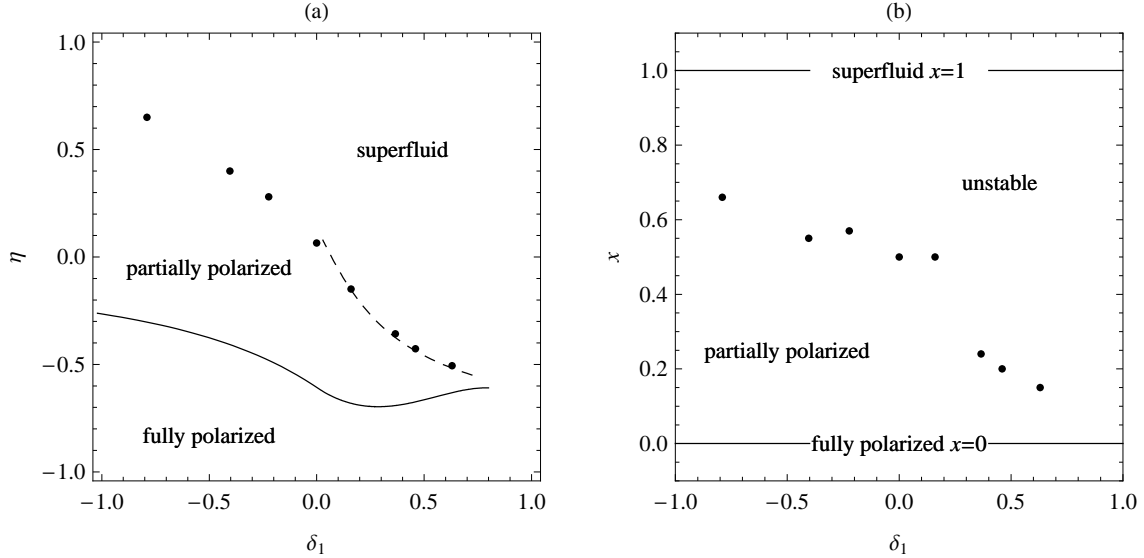 (a)
1.0
0.5
0.0
−0.5
−1.0
η
superfluid
partially polarized
fully polarized
−1.0 −0.5 0.0 0.5 1.0
δ1
(b)
1.0
0.8
0.6
0.4
0.2
0.0
x
superfluid x=1
unstable
partially polarized
fully polarized x=0
−1.0 −0.5 0.0 0.5 1.0
δ1